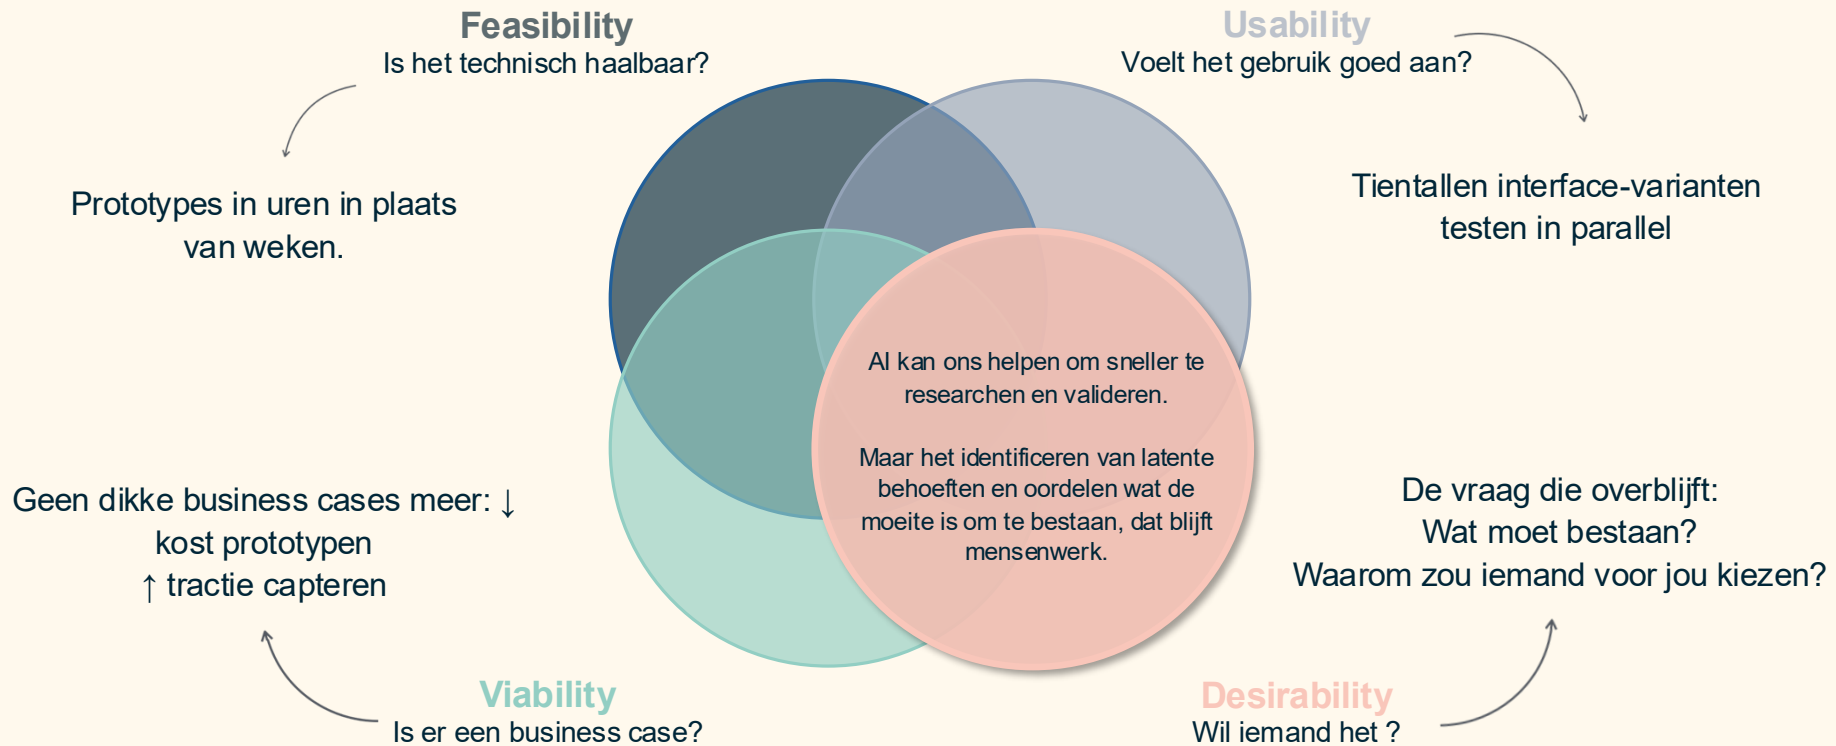 Feasibility
Is het technisch haalbaar?
Usability
Voelt het gebruik goed aan?
Prototypes in uren in plaats
van weken.
Tientallen interface-varianten
testen in parallel
AI kan ons helpen om sneller te
researchen en valideren.
Maar het identificeren van latente
behoeften en oordelen wat de
moeite is om te bestaan, dat blijft
mensenwerk.
Geen dikke business cases meer: ↓
kost prototypen
↑ tractie capteren
De vraag die overblijft:
Wat moet bestaan?
Waarom zou iemand voor jou kiezen?
Viability
Is er een business case?
Desirability
Wil iemand het ?